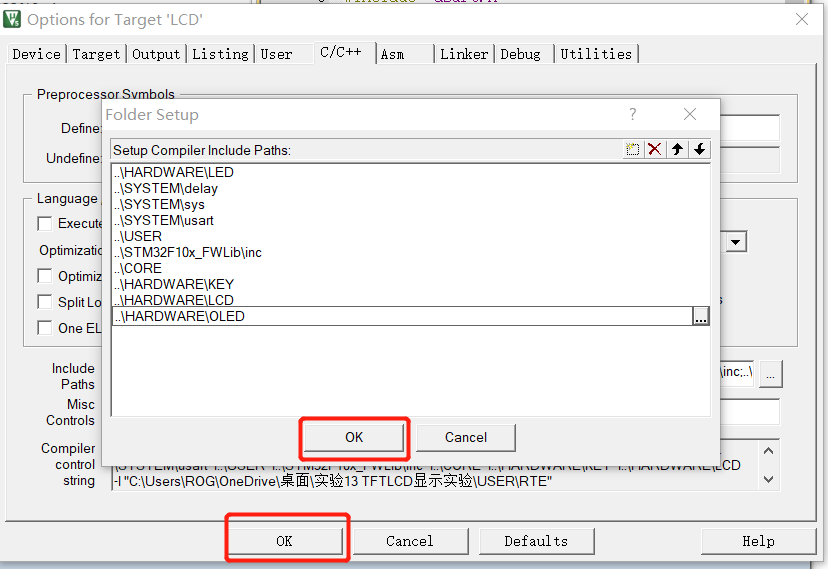 #include "usart.h"
Options for Target 'LCD'
Device Target Output Listing User C/C++ Asm Linker Debug Utilities
Preprocessor Symbols
Define:
Undefine:
Folder Setup
Setup Compiler Include Paths:
..\HARDWARE\LED
..\SYSTEM\delay
..\SYSTEM\sys
..\SYSTEM\usart
..\USER
..\STM32F10x_FWLib\inc
..\CORE
..\HARDWARE\KEY
..\HARDWARE\LCD
..\HARDWARE\OLED
...
OK Cancel
Language
Execute
Optimizatio
Optimiz
Split Lo
One EL
Include
Paths
\inc;..\
...
Misc
Controls
Compiler
control
string
\SYSTEM\usart -I..\USER -I..\STM32F10x_FWLib\inc -I..\CORE -I..\HARDWARE\KEY -I..\HARDWARE\LCD
-I "C:\Users\ROG\OneDrive\桌面\实验13 TFTLCD显示实验\USER\RTE"
OK Cancel Defaults Help